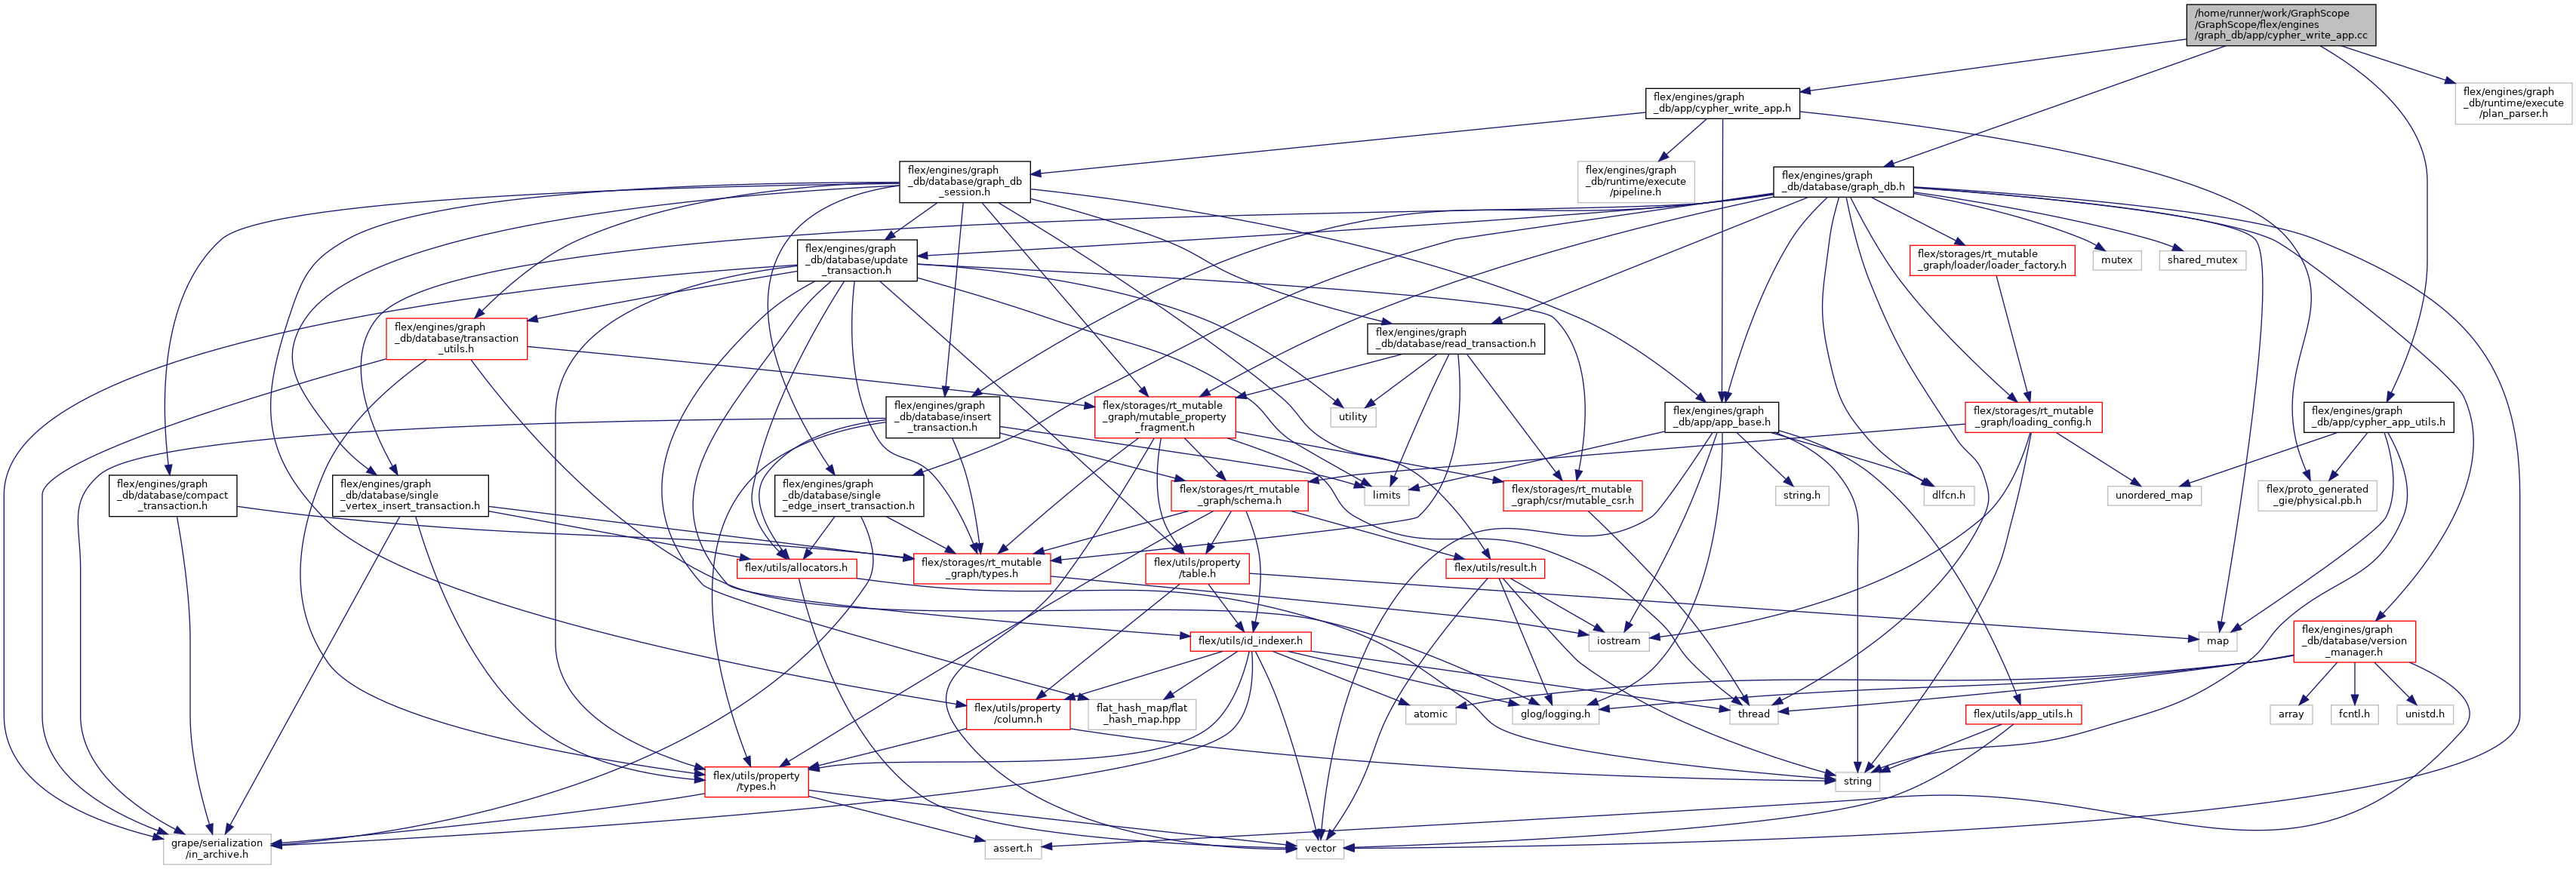 /home/runner/work/GraphScope
/GraphScope/flex/engines
/graph_db/app/cypher_write_app.cc
flex/engines/graph
_db/app/cypher_write_app.h
flex/engines/graph
_db/runtime/execute
/plan_parser.h
flex/engines/graph
_db/database/graph_db
_session.h
flex/engines/graph
_db/runtime/execute
/pipeline.h
flex/engines/graph
_db/database/graph_db.h
flex/engines/graph
_db/database/update
_transaction.h
flex/storages/rt_mutable
_graph/loader/loader_factory.h
mutex
shared_mutex
flex/engines/graph
_db/database/transaction
_utils.h
flex/engines/graph
_db/database/read_transaction.h
flex/engines/graph
_db/database/insert
_transaction.h
flex/storages/rt_mutable
_graph/mutable_property
_fragment.h
utility
flex/engines/graph
_db/app/app_base.h
flex/storages/rt_mutable
_graph/loading_config.h
flex/engines/graph
_db/app/cypher_app_utils.h
flex/engines/graph
_db/database/compact
_transaction.h
flex/engines/graph
_db/database/single
_vertex_insert_transaction.h
flex/engines/graph
_db/database/single
_edge_insert_transaction.h
flex/storages/rt_mutable
_graph/schema.h
limits
flex/storages/rt_mutable
_graph/csr/mutable_csr.h
string.h
dlfcn.h
unordered_map
flex/proto_generated
_gie/physical.pb.h
flex/utils/allocators.h
flex/storages/rt_mutable
_graph/types.h
flex/utils/property
/table.h
flex/utils/result.h
flex/utils/id_indexer.h
iostream
map
flex/engines/graph
_db/database/version
_manager.h
flex/utils/property
/column.h
flat_hash_map/flat
_hash_map.hpp
atomic
glog/logging.h
thread
flex/utils/app_utils.h
array
fcntl.h
unistd.h
flex/utils/property
/types.h
string
grape/serialization
/in_archive.h
assert.h
vector